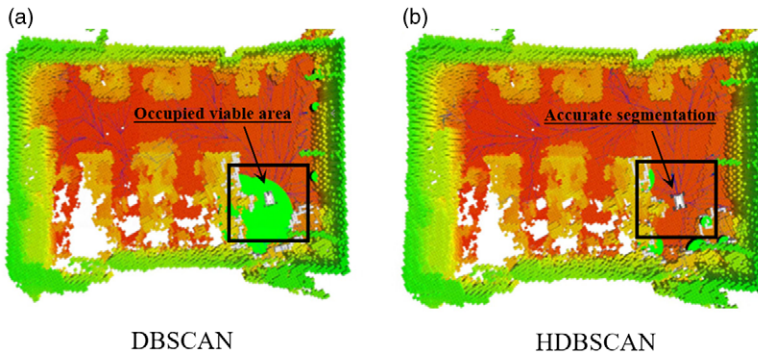 (a)
(b)
Occupied viable area
Accurate segmentation
DBSCAN
HDBSCAN